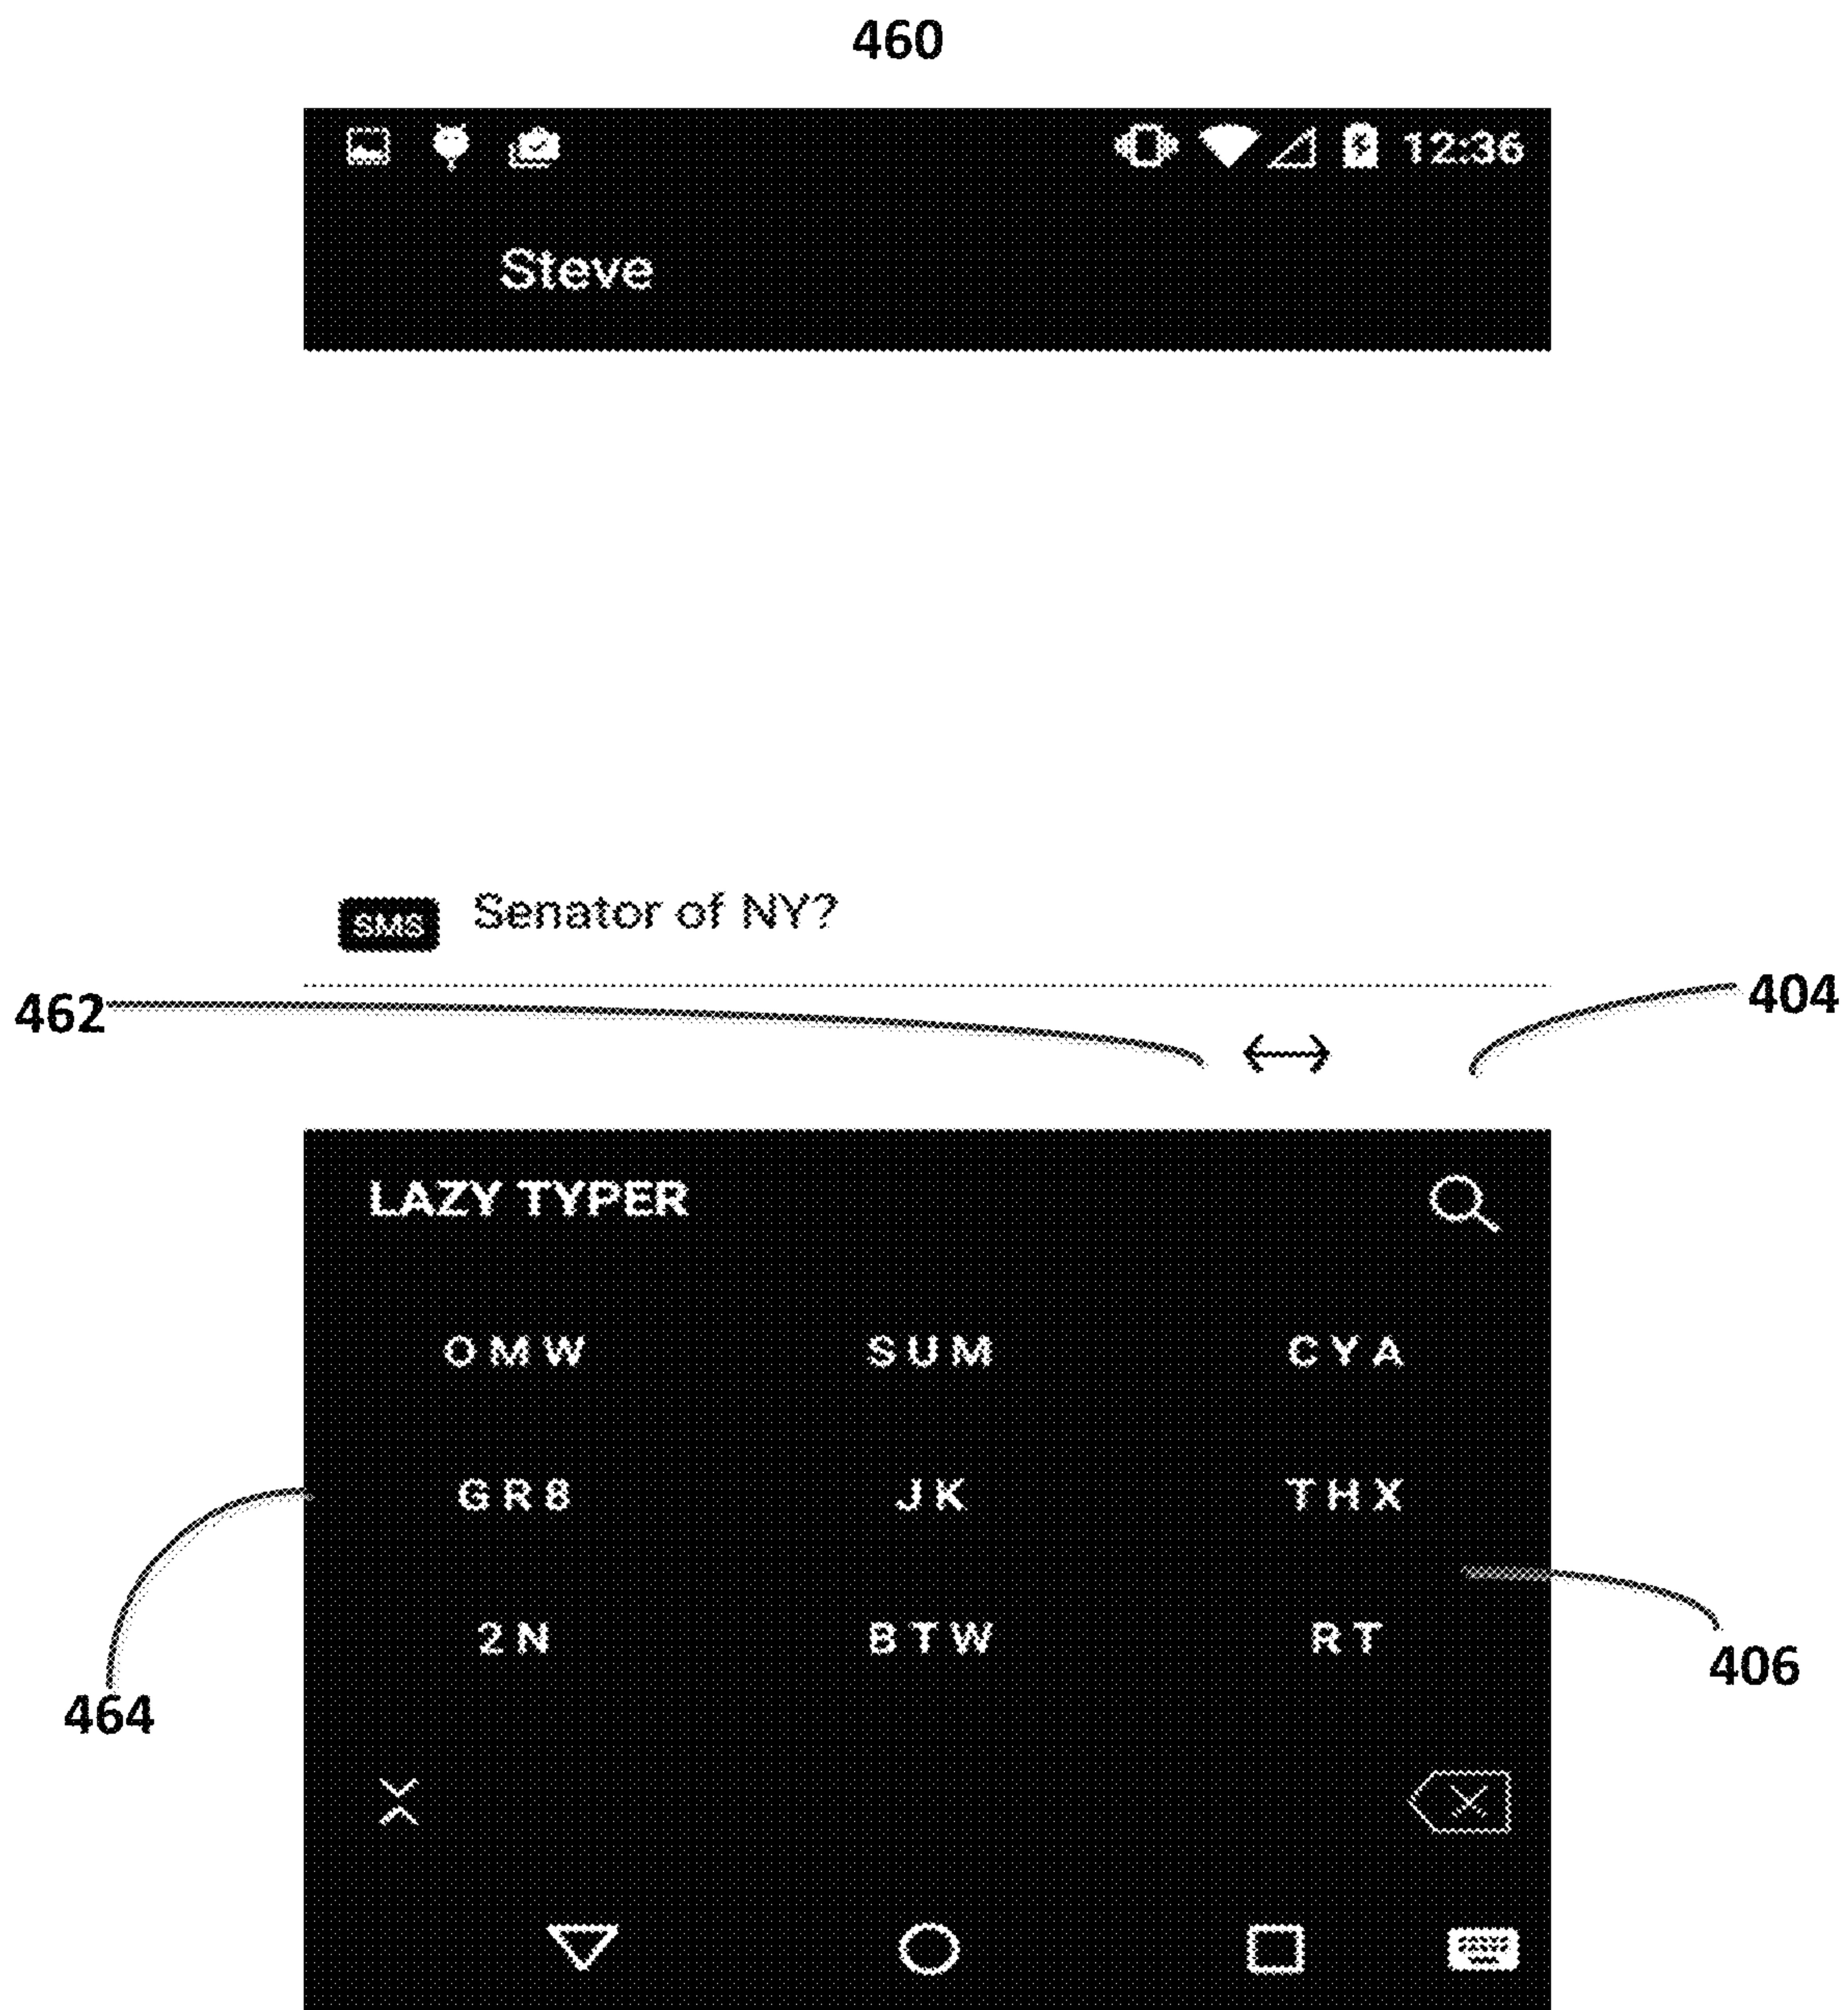 460
12:36
Steve
SMS Senator of NY?
462
404
LAZY TYPER
OMW SUM CYA
GR8 JK THX
2N BTW RT
406
464